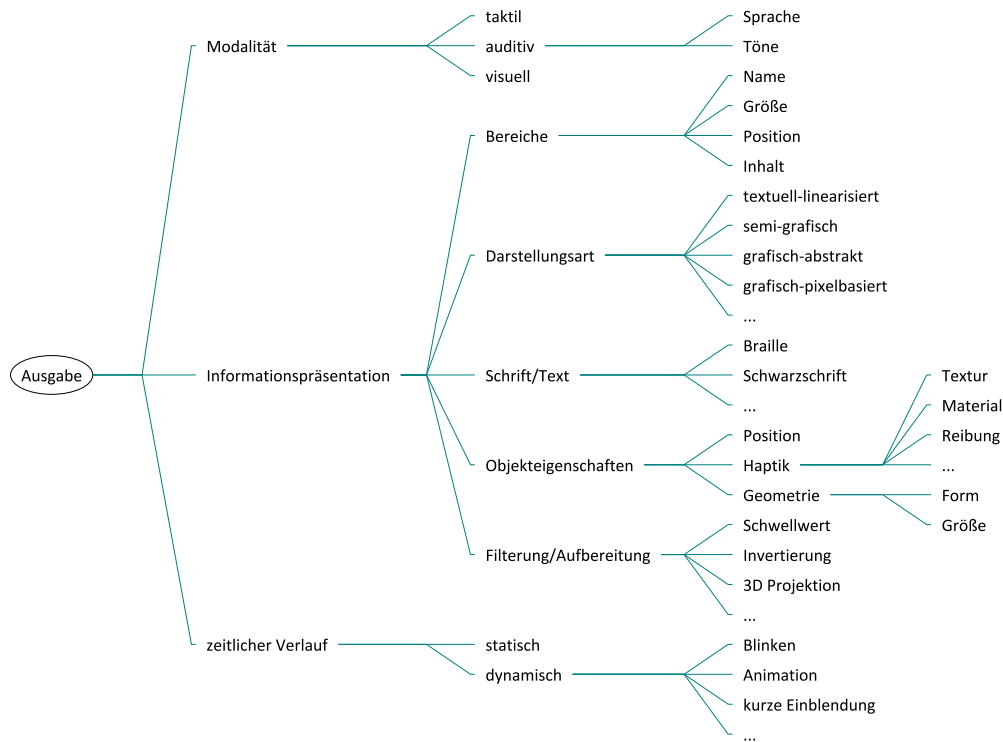 taktil
Sprache
Modalität
auditiv
Töne
visuell
Name
Größe
Bereiche
Position
Inhalt
textuell-linearisiert
semi-grafisch
Darstellungsart
grafisch-abstrakt
grafisch-pixelbasiert
...
Braille
Ausgabe
Informationspräsentation
Schrift/Text
Schwarzschrift
Textur
...
Material
Position
Reibung
Objekteigenschaften
Haptik
...
Geometrie
Form
Schwellwert
Größe
Filterung/Aufbereitung
Invertierung
3D Projektion
...
zeitlicher Verlauf
statisch
Blinken
dynamisch
Animation
kurze Einblendung
...